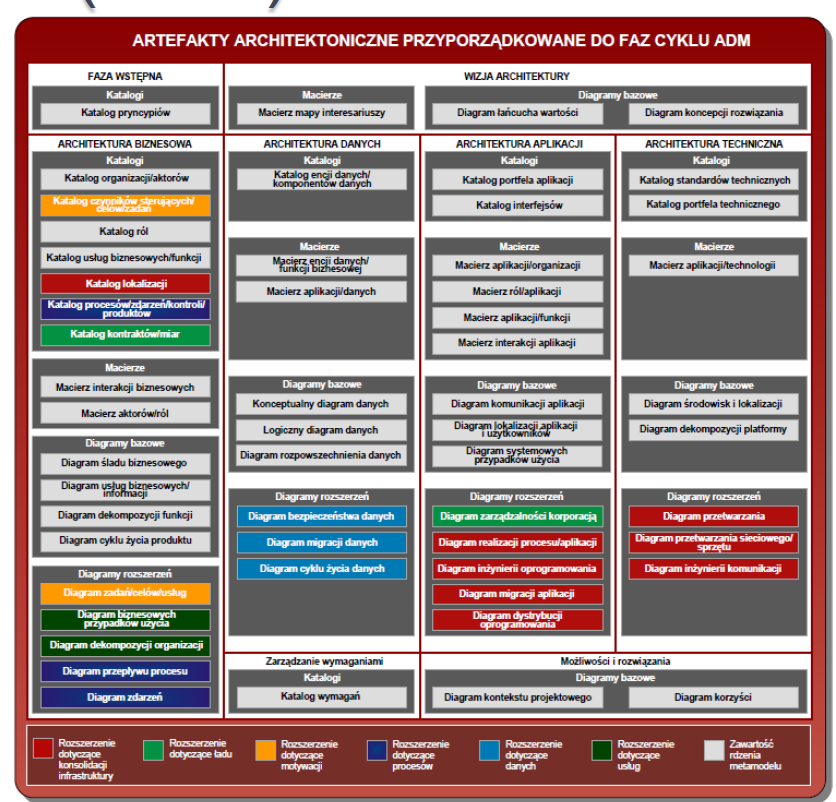 ARTEFAKTY ARCHITEKTONICZNE PRZYPORZĄDKOWANE DO FAZ CYKLU ADM
FAZA WSTĘPNA
Katalogi
Katalog pryncypiów
WIZJA ARCHITEKTURY
Macierze
Macierz mapy interesariuszy
Diagramy bazowe
Diagram łańcucha wartości
Diagram koncepcji rozwiązania
ARCHITEKTURA BIZNESOWA
Katalogi
Katalog organizacji/aktorów
Katalog czynników sterujących/
celów/zadań
Katalog ról
Katalog usług biznesowych/funkcji
Katalog lokalizacji
Katalog procesów/zdarzeń/kontroli/
produktów
Katalog kontraktów/miar
Macierze
Macierz interakcji biznesowych
Macierz aktorów/ról
Diagramy bazowe
Diagram śladu biznesowego
Diagram usług biznesowych/
informacji
Diagram dekompozycji funkcji
Diagram cyklu życia produktu
Diagramy rozszerzeń
Diagram zadań/celów/usług
Diagram biznesowych
przypadków użycia
Diagram dekompozycji organizacji
Diagram przepływu procesu
Diagram zdarzeń
ARCHITEKTURA DANYCH
Katalogi
Katalog encji danych/
komponentów danych
Macierze
Macierz encji danych/
funkcji biznesowej
Macierz aplikacji/danych
Diagramy bazowe
Konceptualny diagram danych
Logiczny diagram danych
Diagram rozpowszechnienia danych
Diagramy rozszerzeń
Diagram bezpieczeństwa danych
Diagram migracji danych
Diagram cyklu życia danych
ARCHITEKTURA APLIKACJI
Katalogi
Katalog portfela aplikacji
Katalog interfejsów
Macierze
Macierz aplikacji/organizacji
Macierz ról/aplikacji
Macierz aplikacji/funkcji
Macierz interakcji aplikacji
Diagramy bazowe
Diagram komunikacji aplikacji
Diagram lokalizacji aplikacji
i użytkowników
Diagram systemowych
przypadków użycia
Diagramy rozszerzeń
Diagram zarządzalności korporacją
Diagram realizacji procesu/aplikacji
Diagram inżynierii oprogramowania
Diagram migracji aplikacji
Diagram dystrybucji
oprogramowania
ARCHITEKTURA TECHNICZNA
Katalogi
Katalog standardów technicznych
Katalog portfela technicznego
Macierze
Macierz aplikacji/technologii
Diagramy bazowe
Diagram środowisk i lokalizacji
Diagram dekompozycji platformy
Diagramy rozszerzeń
Diagram przetwarzania
Diagram przetwarzania sieciowego/
sprzętu
Diagram inżynierii komunikacji
Zarządzanie wymaganiami
Katalogi
Katalog wymagań
Możliwości i rozwiązania
Diagramy bazowe
Diagram kontekstu projektowego
Diagram korzyści
Rozszerzenie
dotyczące
konsolidacji
infrastruktury
Rozszerzenie
dotyczące ładu
Rozszerzenie
dotyczące
motywacji
Rozszerzenie
dotyczące
procesów
Rozszerzenie
dotyczące
danych
Rozszerzenie
dotyczące
usług
Zawartość
rdzenia
metamodelu